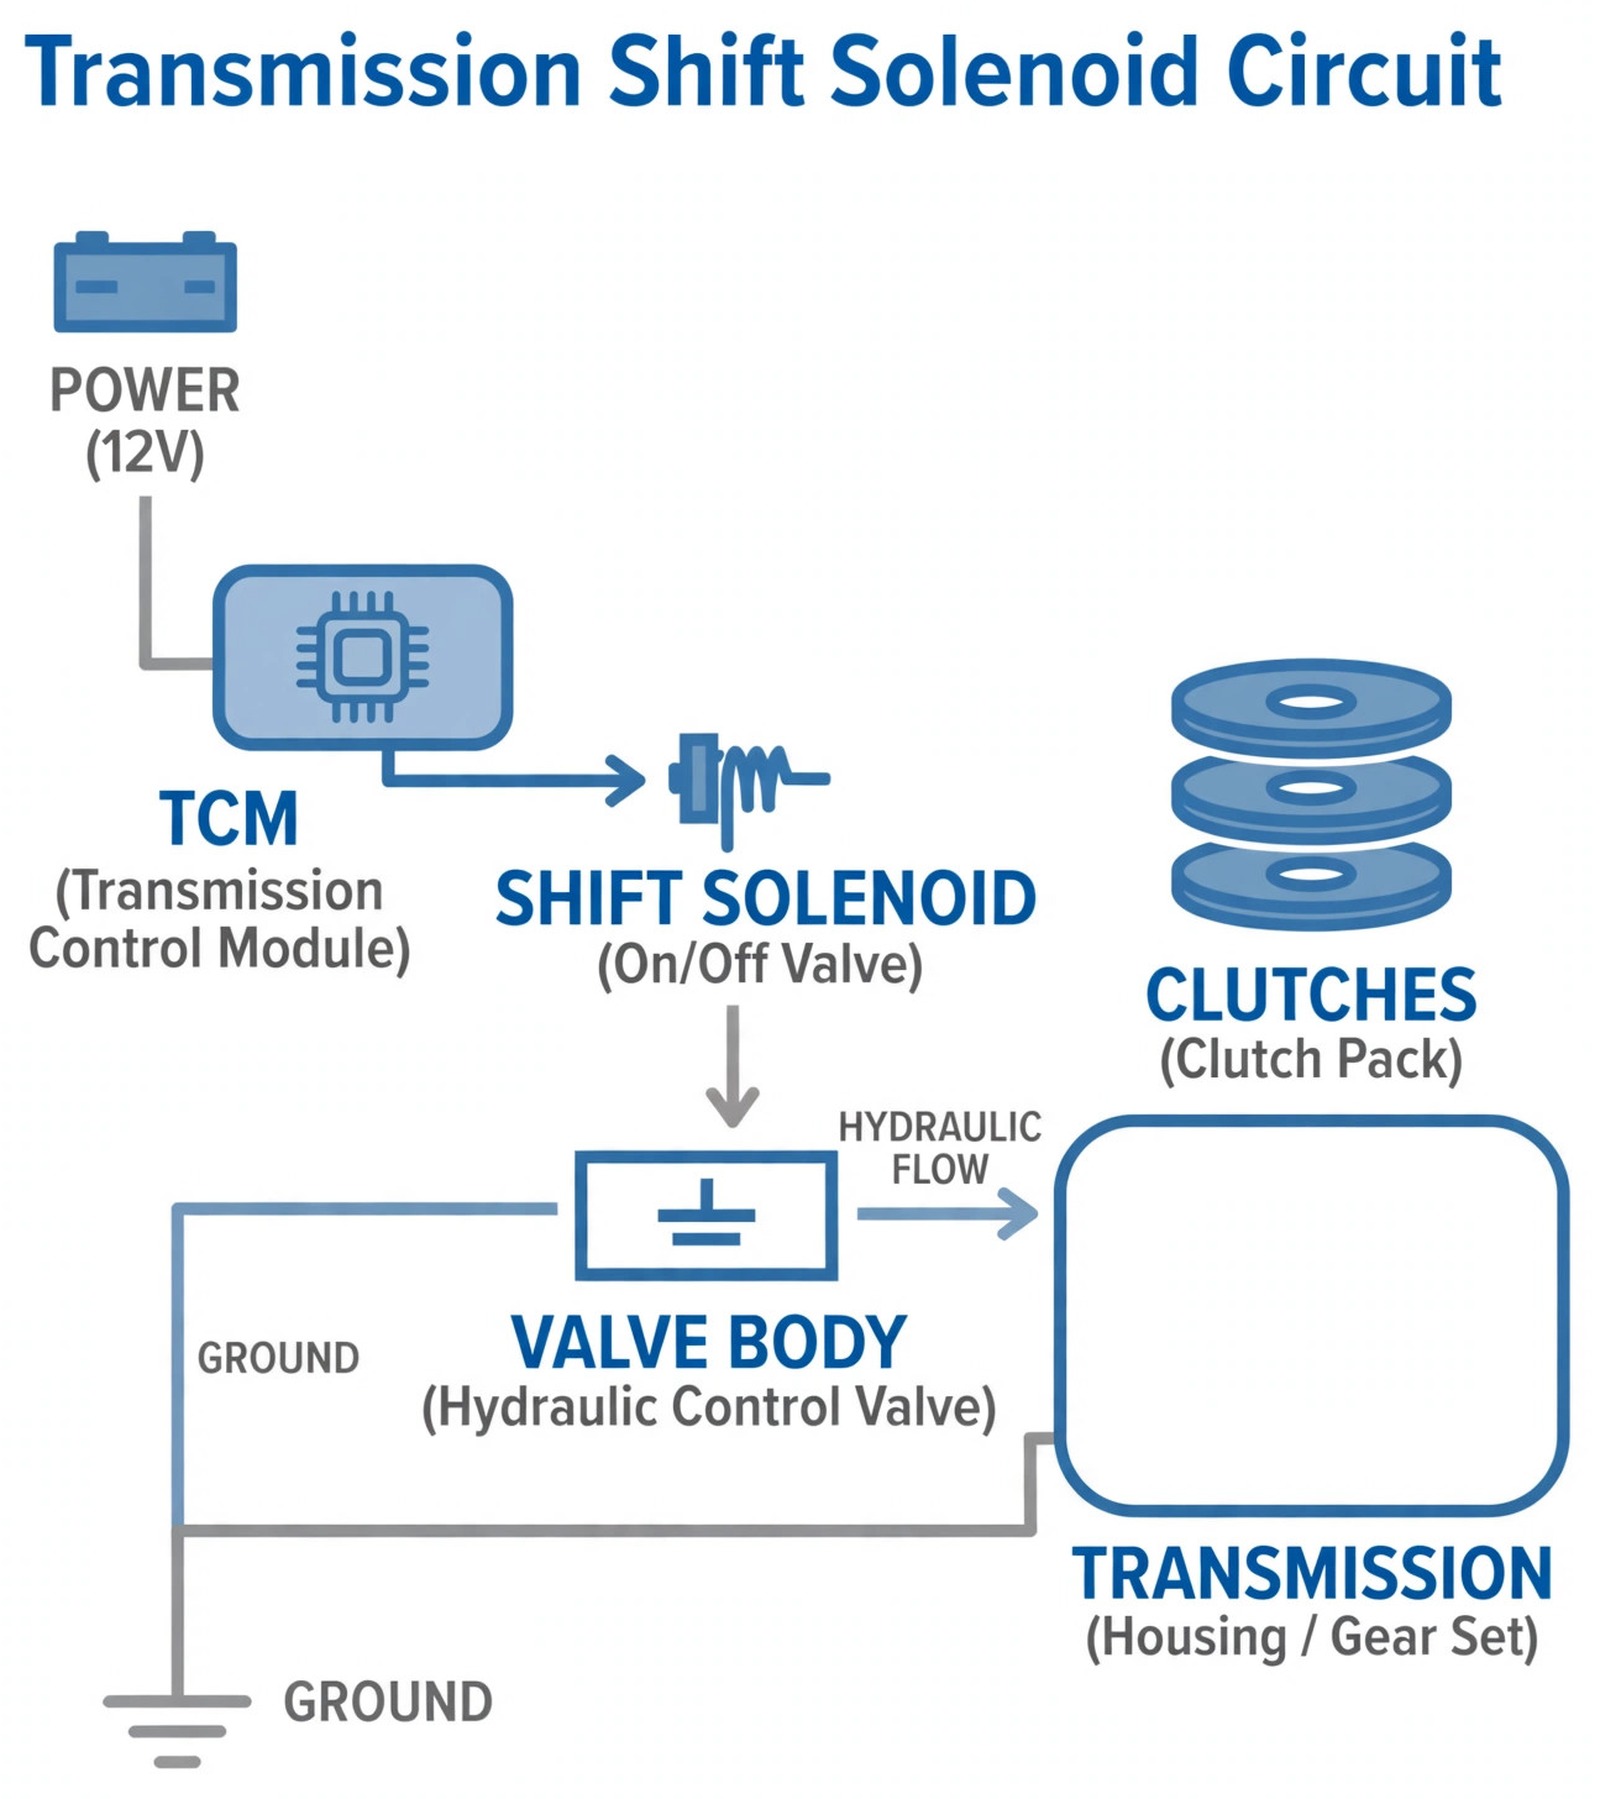 Transmission Shift Solenoid Circuit
POWER
(12V)
TCM
(Transmission
Control Module)
SHIFT SOLENOID
(On/Off Valve)
CLUTCHES
(Clutch Pack)
HYDRAULIC
FLOW
GROUND
VALVE BODY
(Hydraulic Control Valve)
TRANSMISSION
(Housing / Gear Set)
GROUND